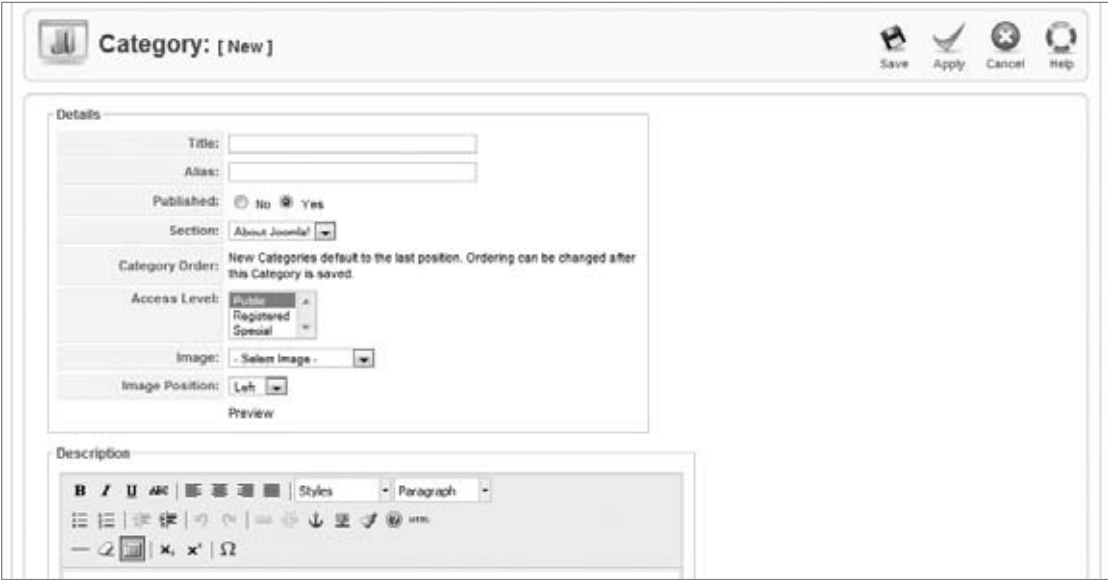 Category: [ New ]
Save Apply Cancel Help
Details
Title:
Alias:
Published: No Yes
Section: About Joomla!
Category Order: New Categories default to the last position. Ordering can be changed after
this Category is saved.
Access Level: Public
Registered
Special
Image: - Select Image -
Image Position: Left
Preview
Description
B I U ABC Styles Paragraph
HTML
Ω